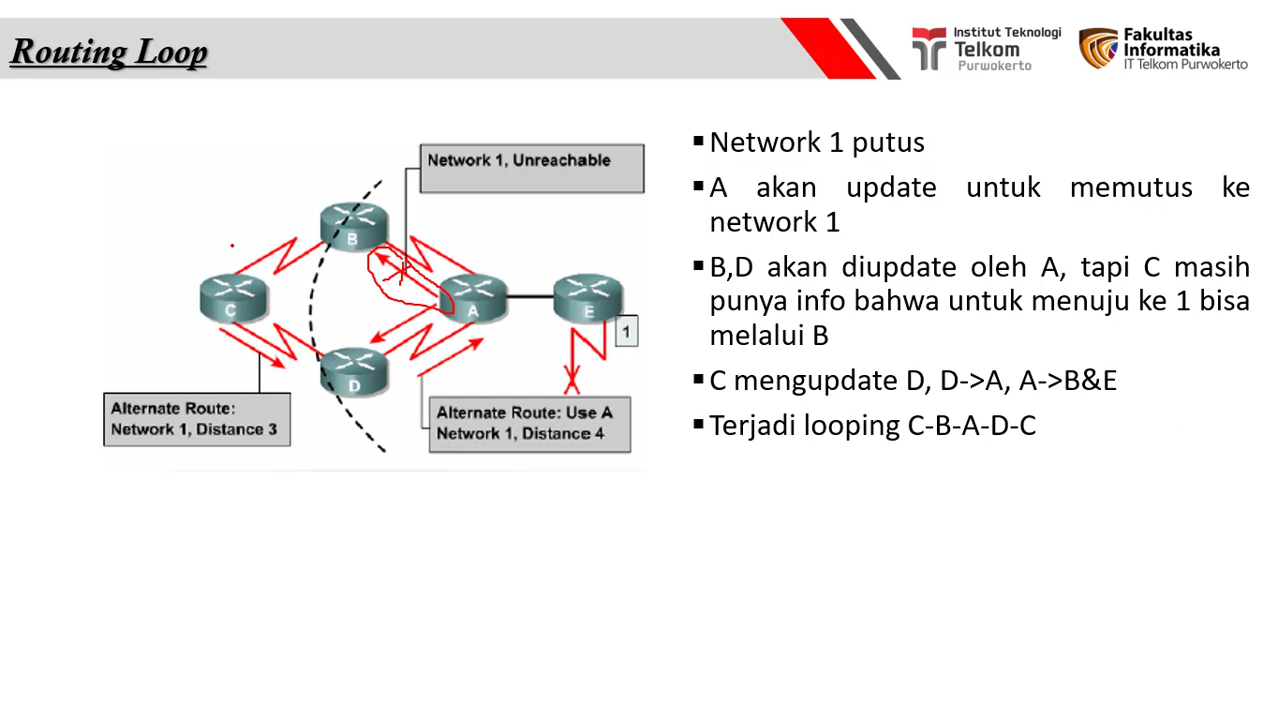 Routing Loop
Institut Teknologi
Telkom
Purwokerto
Fakultas
Informatika
IT Telkom Purwokerto
Network 1, Unreachable
B
C
A
E
1
D
Alternate Route:
Network 1, Distance 3
Alternate Route: Use A
Network 1, Distance 4
▪ Network 1 putus
▪ A akan update untuk memutus ke
network 1
▪ B,D akan diupdate oleh A, tapi C masih
punya info bahwa untuk menuju ke 1 bisa
melalui B
▪ C mengupdate D, D->A, A->B&E
▪ Terjadi looping C-B-A-D-C